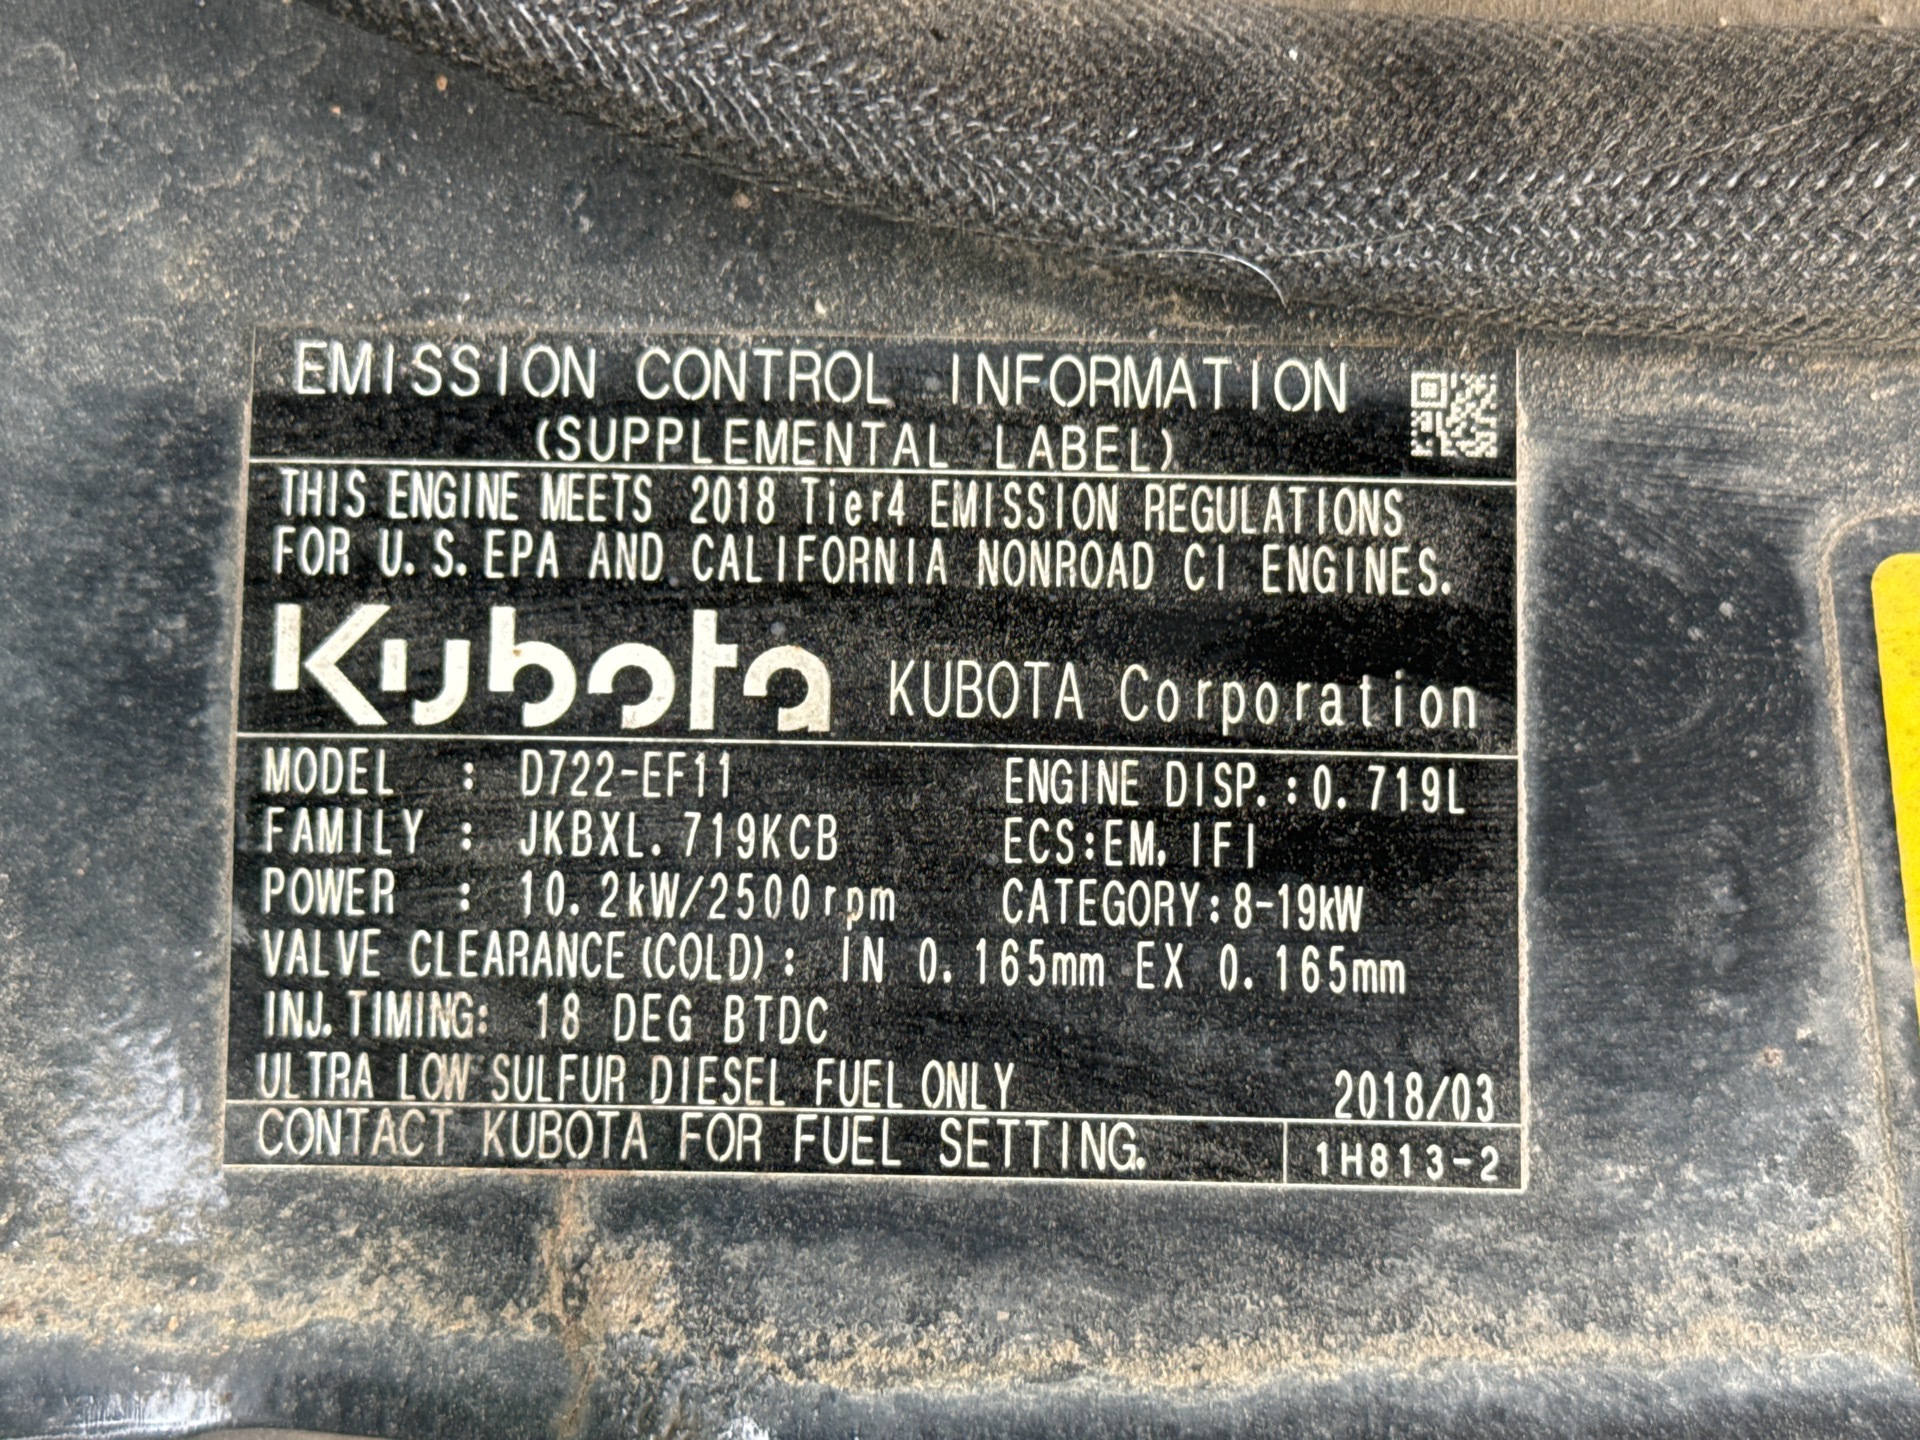 EMISSION CONTROL INFORMATION
(SUPPLEMENTAL LABEL)
THIS ENGINE MEETS 2018 Tier4 EMISSION REGULATIONS
FOR U.S.EPA AND CALIFORNIA NONROAD CI ENGINES.
Kubota KUBOTA Corporation
MODEL : D722-EF11 ENGINE DISP.:0.719L
FAMILY : JKBXL.719KCB ECS:EM, IFI
POWER : 10.2kW/2500rpm CATEGORY:8-19kW
VALVE CLEARANCE(COLD): IN 0.165mm EX 0.165mm
INJ.TIMING: 18 DEG BTDC
ULTRA LOW SULFUR DIESEL FUEL ONLY 2018/03
CONTACT KUBOTA FOR FUEL SETTING. 1H813-2